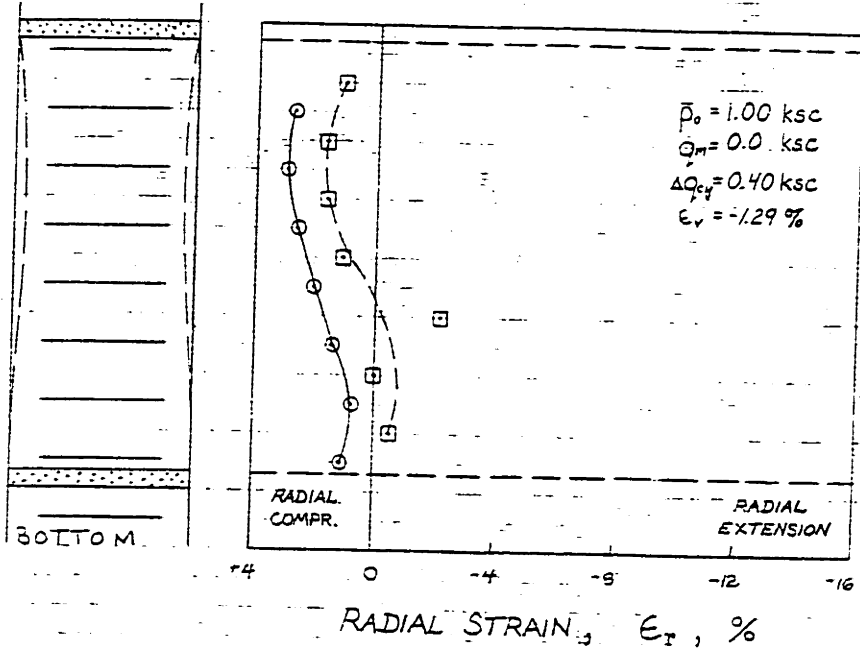 p̄₀ = 1.00 ksc
qₘ = 0.0 ksc
Δq_cy = 0.40 ksc
εᵥ = -1.29 %
RADIAL
COMPR.
RADIAL
EXTENSION
BOTTOM
+4 0 -4 -8 -12 -16
RADIAL STRAIN, εᵣ, %